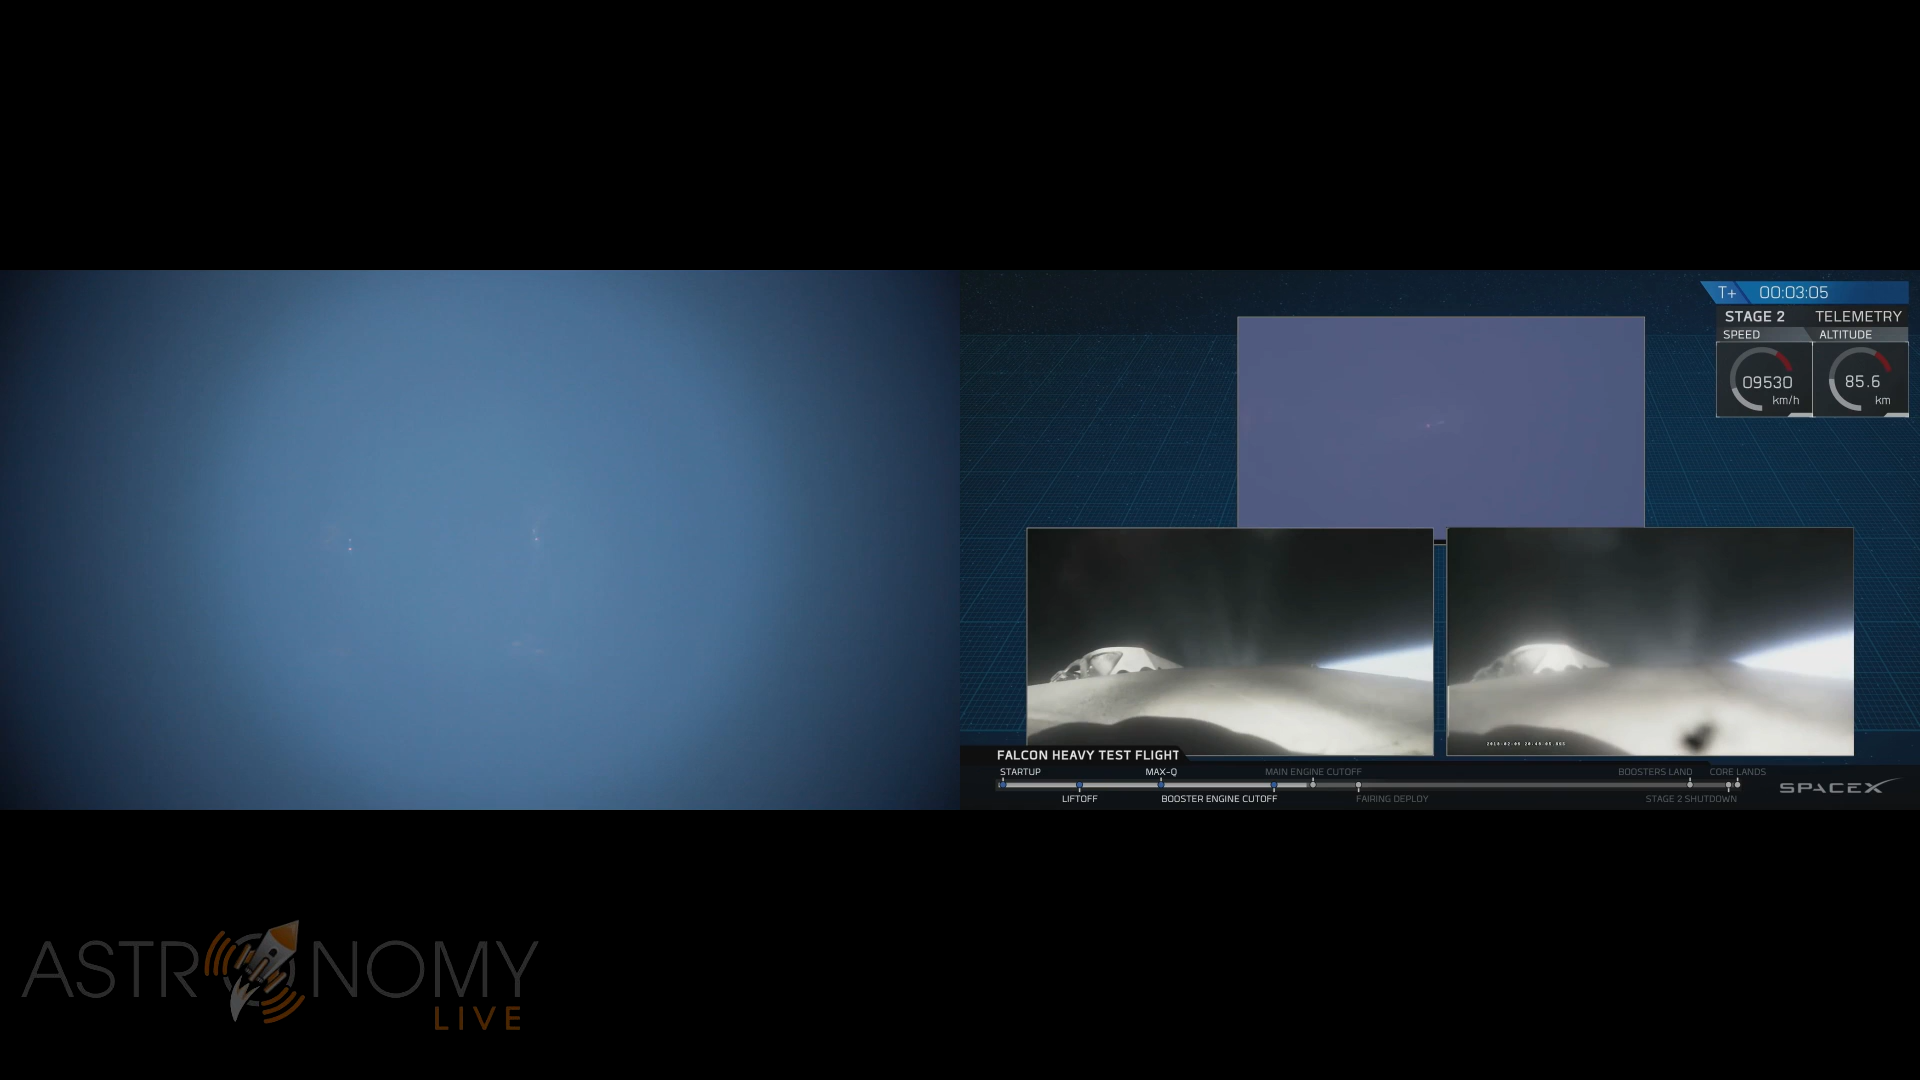 T+ 00:03:05
STAGE 2 TELEMETRY
SPEED ALTITUDE
09530 85.6
km/h km
FALCON HEAVY TEST FLIGHT
STARTUP MAX-Q MAIN ENGINE CUTOFF BOOSTERS LAND CORE LANDS
LIFTOFF BOOSTER ENGINE CUTOFF FAIRING DEPLOY STAGE 2 SHUTDOWN
SPACEX
ASTRONOMY
LIVE